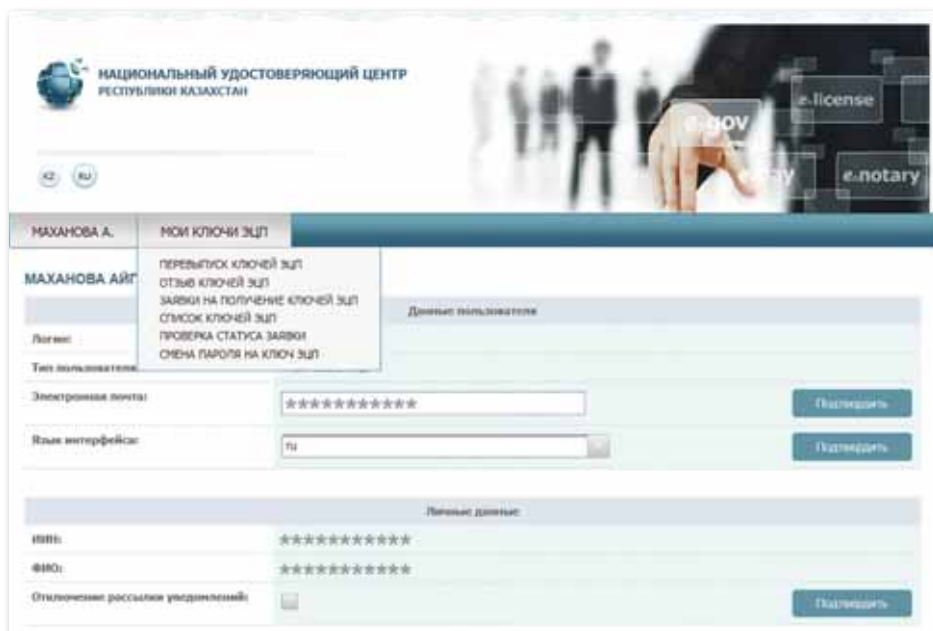 НАЦИОНАЛЬНЫЙ УДОСТОВЕРЯЮЩИЙ ЦЕНТР
РЕСПУБЛИКИ КАЗАХСТАН
e-license
e-gov
KZ RU
e-notary
МАХАНОВА А. МОИ КЛЮЧИ ЭЦП
ПЕРЕВЫПУСК КЛЮЧЕЙ ЭЦП
МАХАНОВА
ОТЗЫВ КЛЮЧЕЙ ЭЦП
ЗАЯВКИ НА ПОЛУЧЕНИЕ КЛЮЧЕЙ ЭЦП
СПИСОК КЛЮЧЕЙ ЭЦП
Данные пользователя
ПРОВЕРКА СТАТУСА ЗАЯВКИ
Логин:
СМЕНА ПАРОЛЯ НА КЛЮЧ ЭЦП
Тип пользователя
Электронная почта: *********** Подтвердить
Язык интерфейса: ru Подтвердить
Личные данные
ИИН: ***********
ФИО: ***********
Отключение рассылки уведомлений: Подтвердить